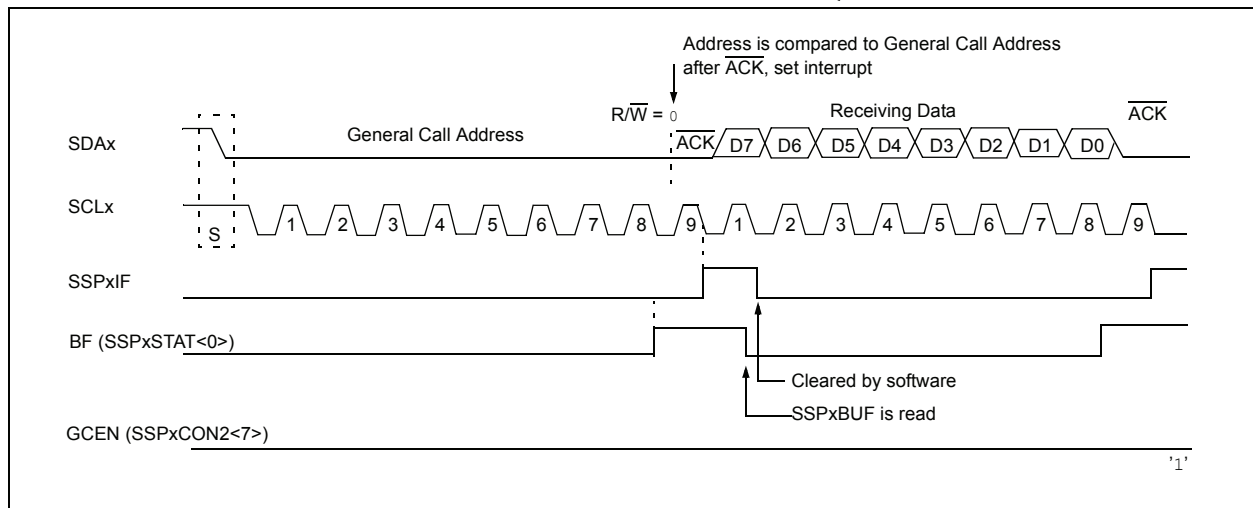 Address is compared to General Call Address
after ACK, set interrupt
R/W = 0
Receiving Data
ACK
SDAx
General Call Address
ACK D7 D6 D5 D4 D3 D2 D1 D0
SCLx
S
1 2 3 4 5 6 7 8 9 1 2 3 4 5 6 7 8 9
SSPxIF
BF (SSPxSTAT<0>)
Cleared by software
SSPxBUF is read
GCEN (SSPxCON2<7>)
'1'